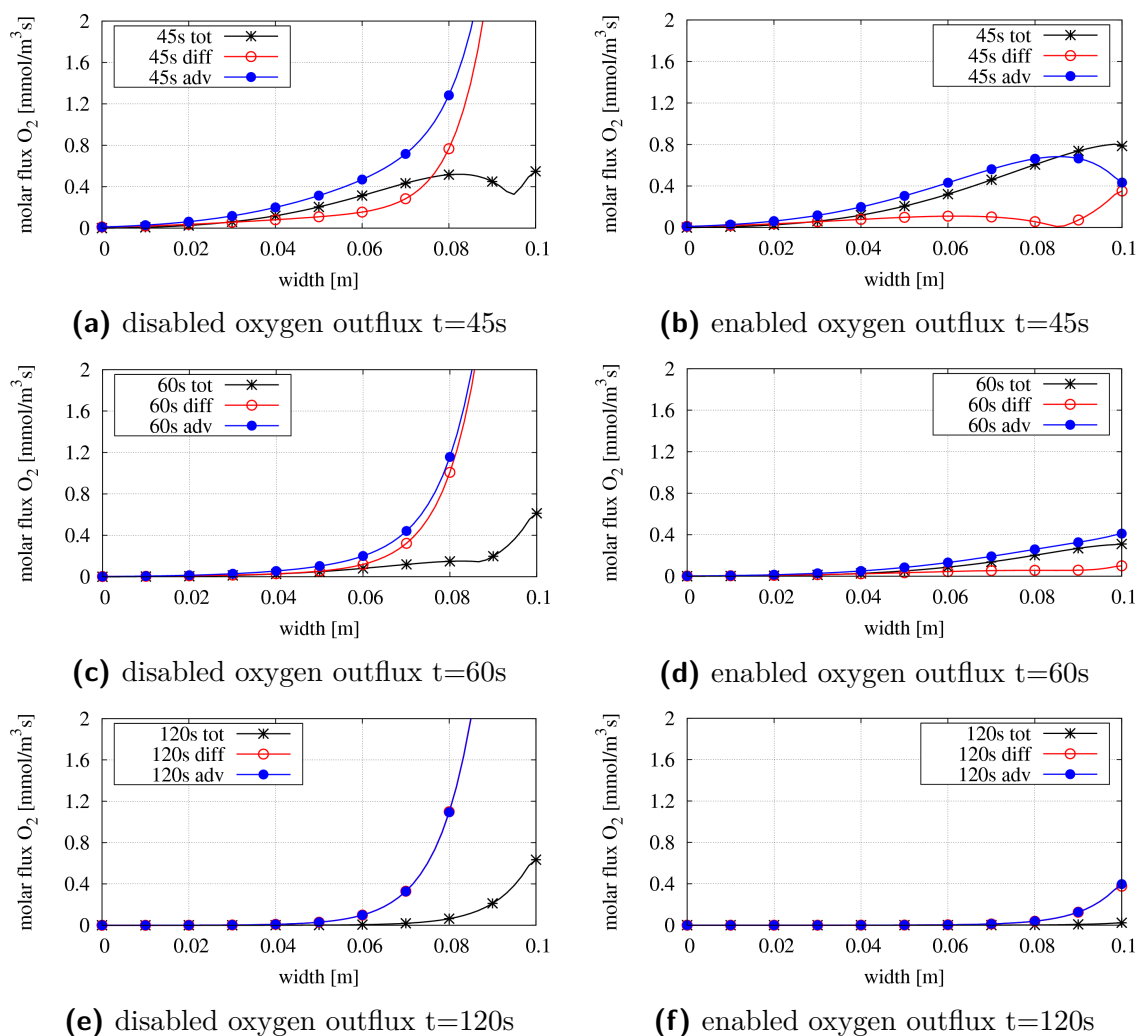 molar flux O₂ [mmol/m³s]
2
1.6
1.2
0.8
0.4
0
45s tot
45s diff
45s adv
0 0.02 0.04 0.06 0.08 0.1
width [m]
(a) disabled oxygen outflux t=45s
molar flux O₂ [mmol/m³s]
2
1.6
1.2
0.8
0.4
0
45s tot
45s diff
45s adv
0 0.02 0.04 0.06 0.08 0.1
width [m]
(b) enabled oxygen outflux t=45s
molar flux O₂ [mmol/m³s]
2
1.6
1.2
0.8
0.4
0
60s tot
60s diff
60s adv
0 0.02 0.04 0.06 0.08 0.1
width [m]
(c) disabled oxygen outflux t=60s
molar flux O₂ [mmol/m³s]
2
1.6
1.2
0.8
0.4
0
60s tot
60s diff
60s adv
0 0.02 0.04 0.06 0.08 0.1
width [m]
(d) enabled oxygen outflux t=60s
molar flux O₂ [mmol/m³s]
2
1.6
1.2
0.8
0.4
0
120s tot
120s diff
120s adv
0 0.02 0.04 0.06 0.08 0.1
width [m]
(e) disabled oxygen outflux t=120s
molar flux O₂ [mmol/m³s]
2
1.6
1.2
0.8
0.4
0
120s tot
120s diff
120s adv
0 0.02 0.04 0.06 0.08 0.1
width [m]
(f) enabled oxygen outflux t=120s